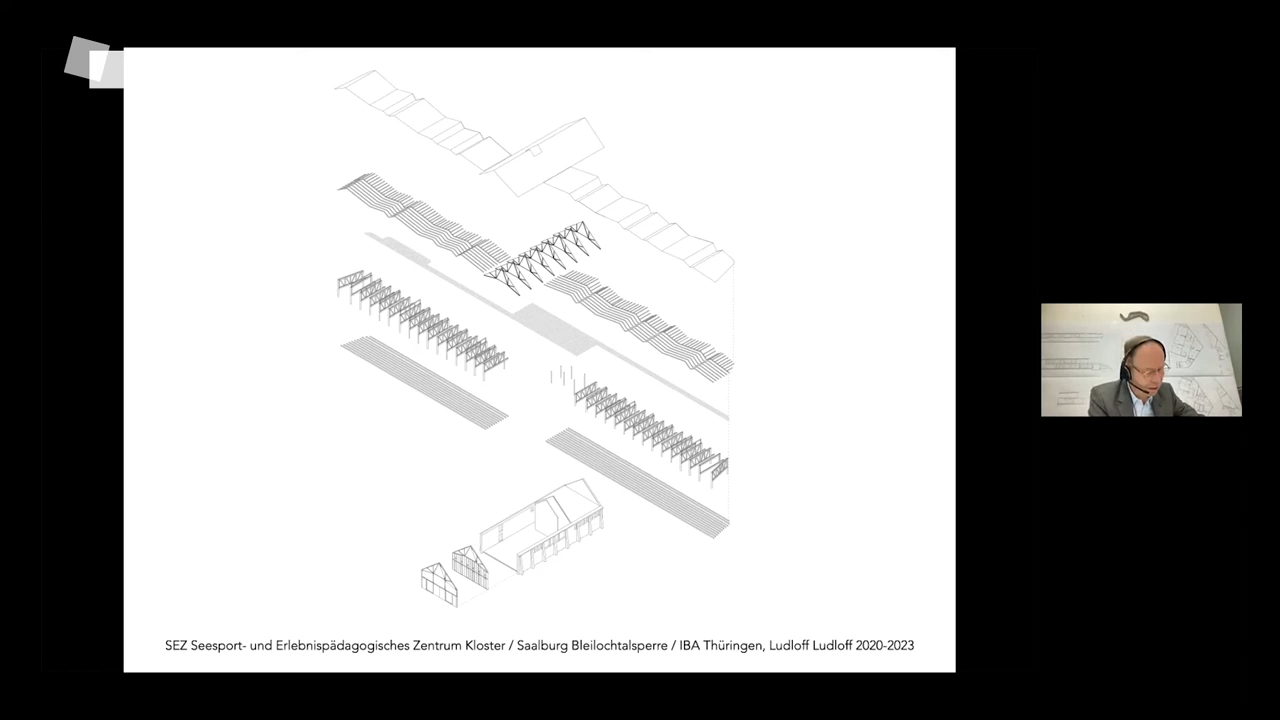 SEZ Seesport- und Erlebnispädagogisches Zentrum Kloster / Saalburg Bleilochtalsperre / IBA Thüringen, Ludloff Ludloff 2020-2023